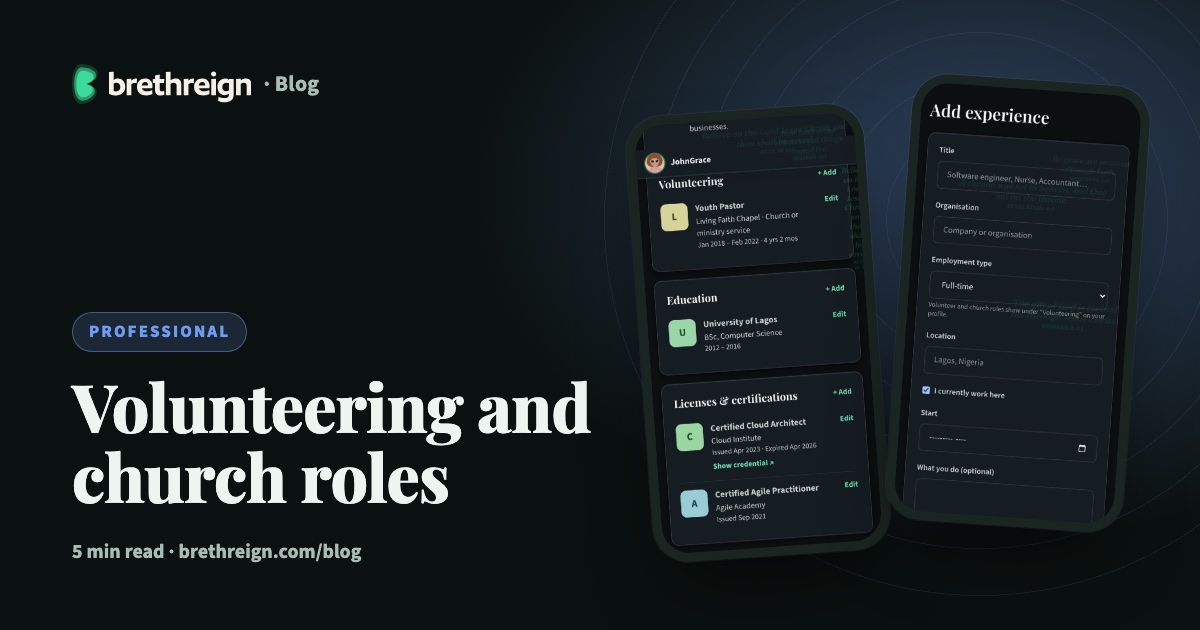 brethreign · Blog
PROFESSIONAL
Volunteering and
church roles
5 min read · brethreign.com/blog
businesses.
JohnGrace
Volunteering
+ Add
L
Youth Pastor
Edit
Living Faith Chapel · Church or
ministry service
Jan 2018 – Feb 2022 · 4 yrs 2 mos
Education
+ Add
U
University of Lagos
Edit
BSc, Computer Science
2012 – 2016
Licenses & certifications
+ Add
C
Certified Cloud Architect
Edit
Cloud Institute
Issued Apr 2023 · Expired Apr 2026
Show credential »
A
Certified Agile Practitioner
Edit
Agile Academy
Issued Sep 2021
Add experience
Title
Software engineer, Nurse, Accountant…
Organisation
Company or organisation
Employment type
Full-time
Volunteer and church roles show under "Volunteering" on your
profile.
Location
Lagos, Nigeria
I currently work here
Start
--------- ----
What you do (optional)